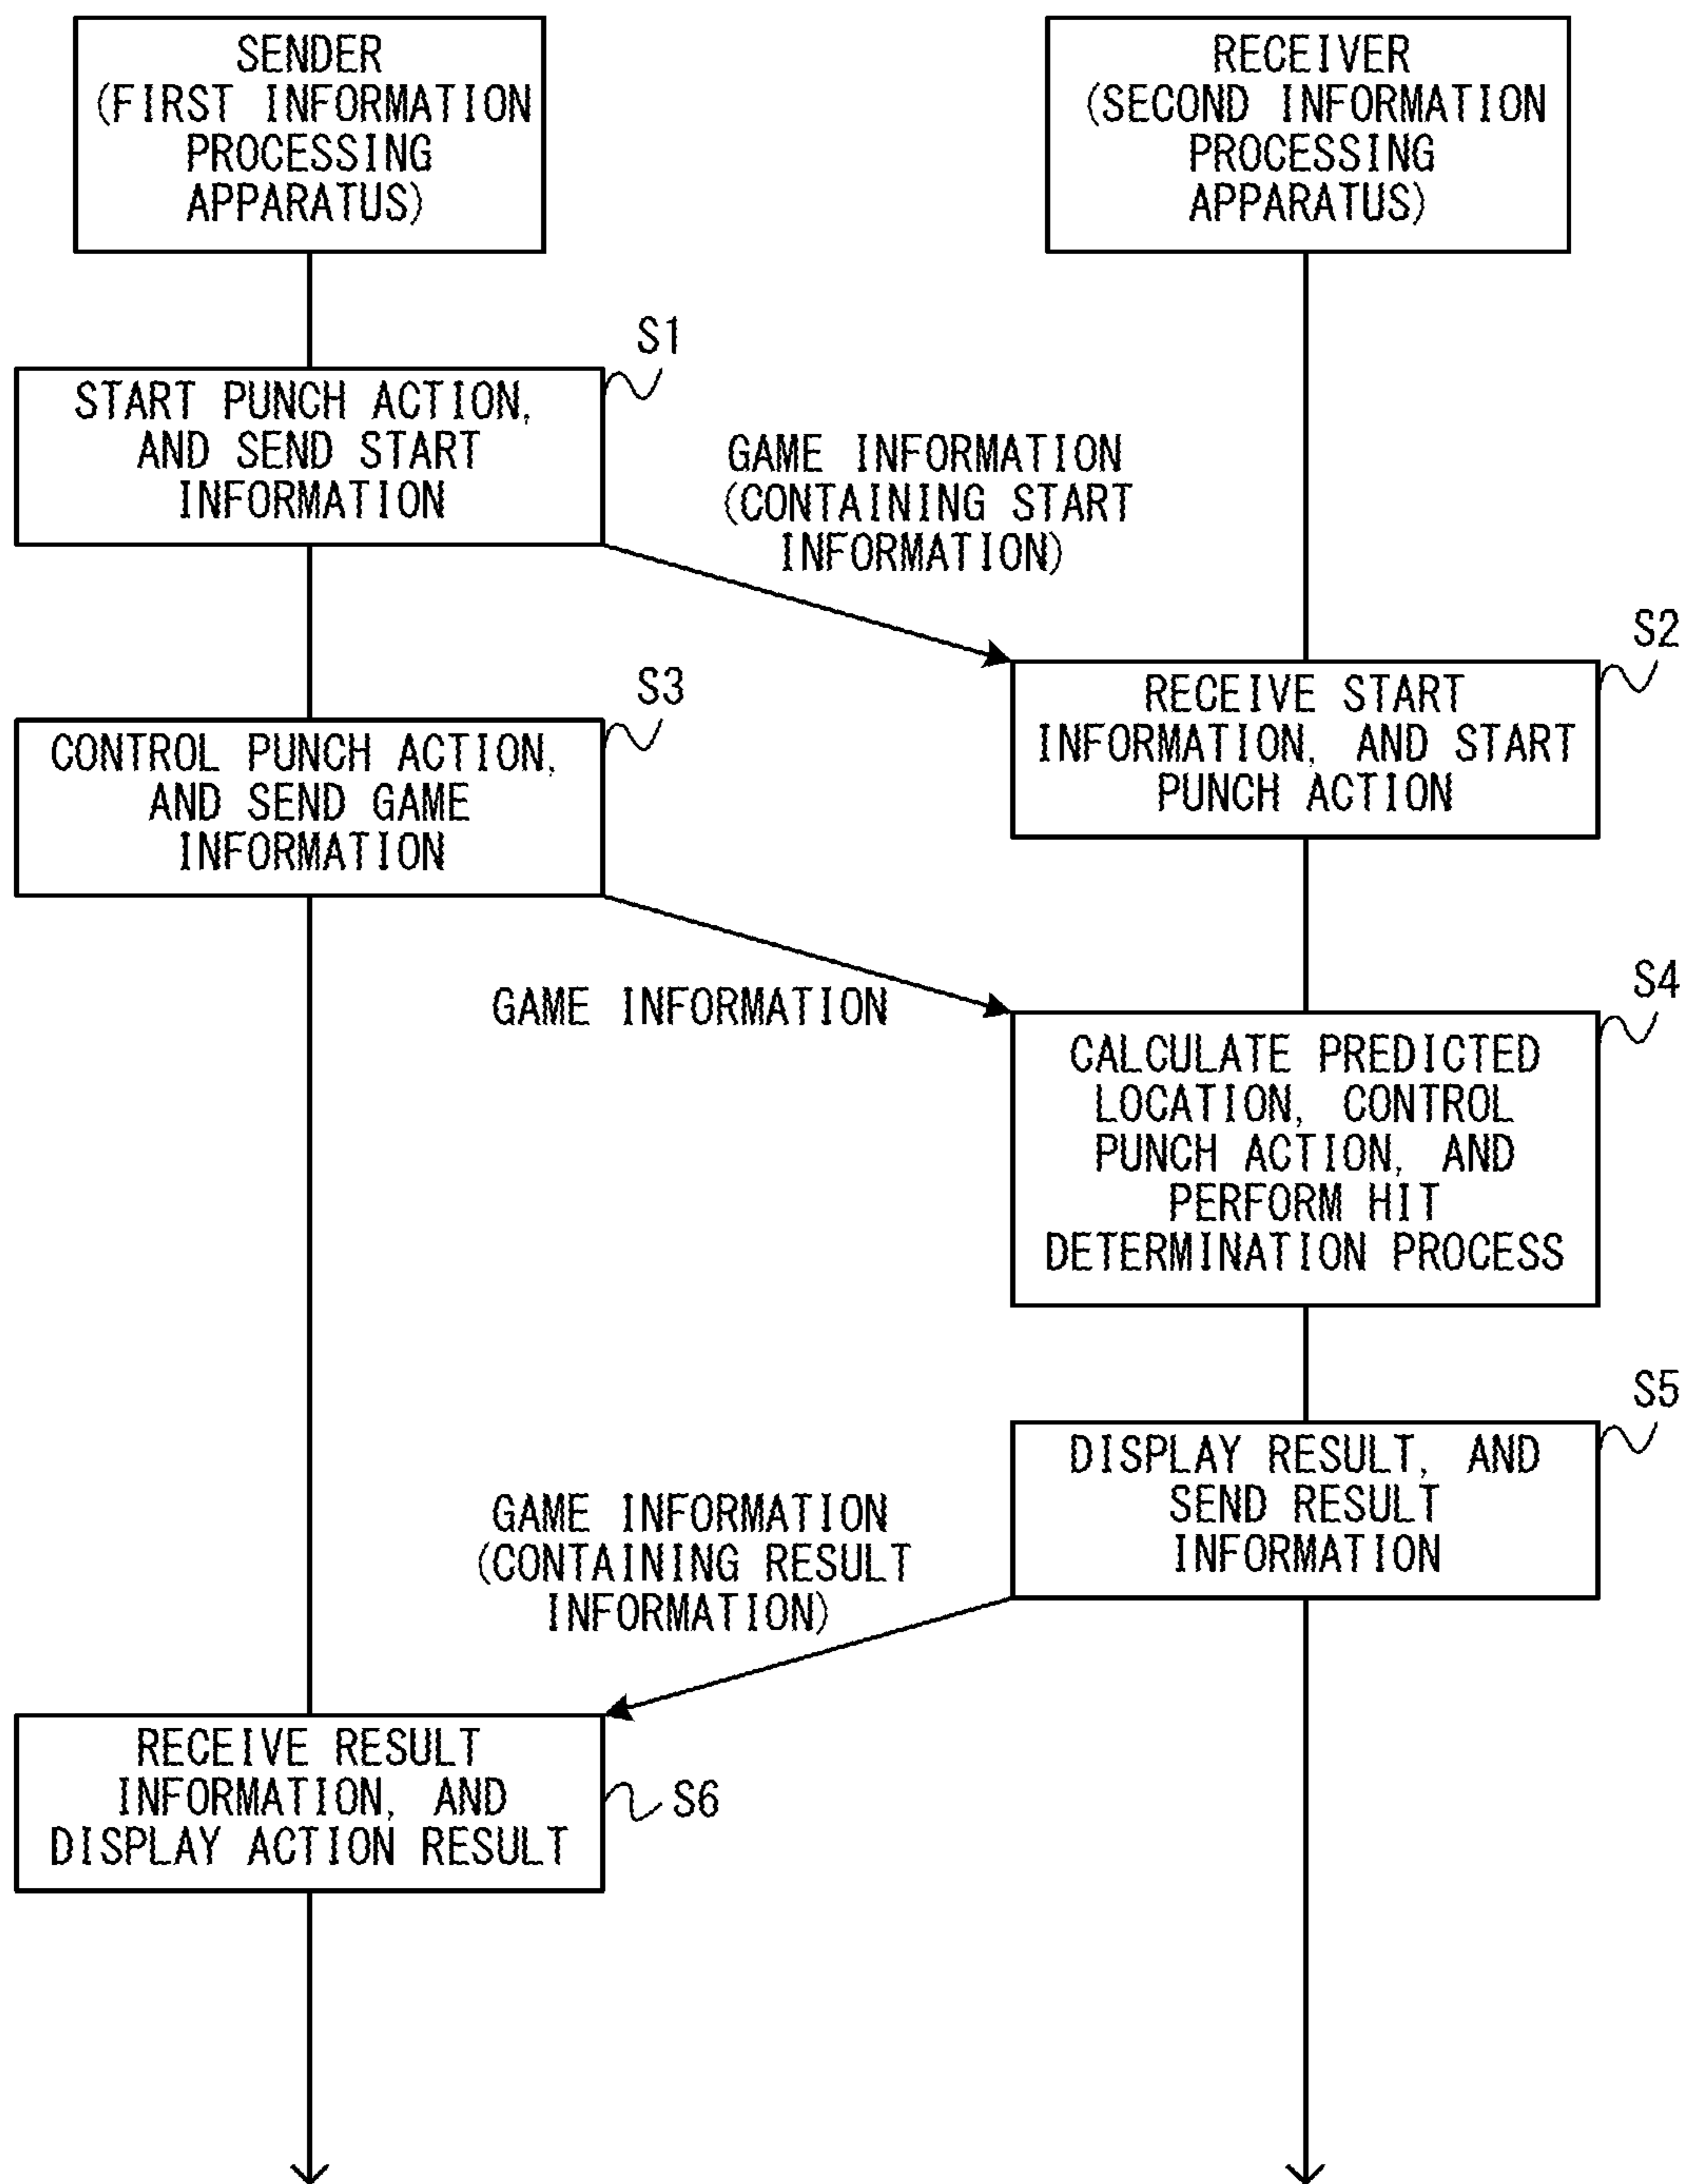 SENDER
(FIRST INFORMATION
PROCESSING
APPARATUS)
RECEIVER
(SECOND INFORMATION
PROCESSING
APPARATUS)
S1
START PUNCH ACTION,
AND SEND START
INFORMATION
GAME INFORMATION
(CONTAINING START
INFORMATION)
S2
RECEIVE START
INFORMATION, AND START
PUNCH ACTION
S3
CONTROL PUNCH ACTION,
AND SEND GAME
INFORMATION
GAME INFORMATION
S4
CALCULATE PREDICTED
LOCATION, CONTROL
PUNCH ACTION, AND
PERFORM HIT
DETERMINATION PROCESS
S5
DISPLAY RESULT, AND
SEND RESULT
INFORMATION
GAME INFORMATION
(CONTAINING RESULT
INFORMATION)
RECEIVE RESULT
INFORMATION, AND
DISPLAY ACTION RESULT
S6